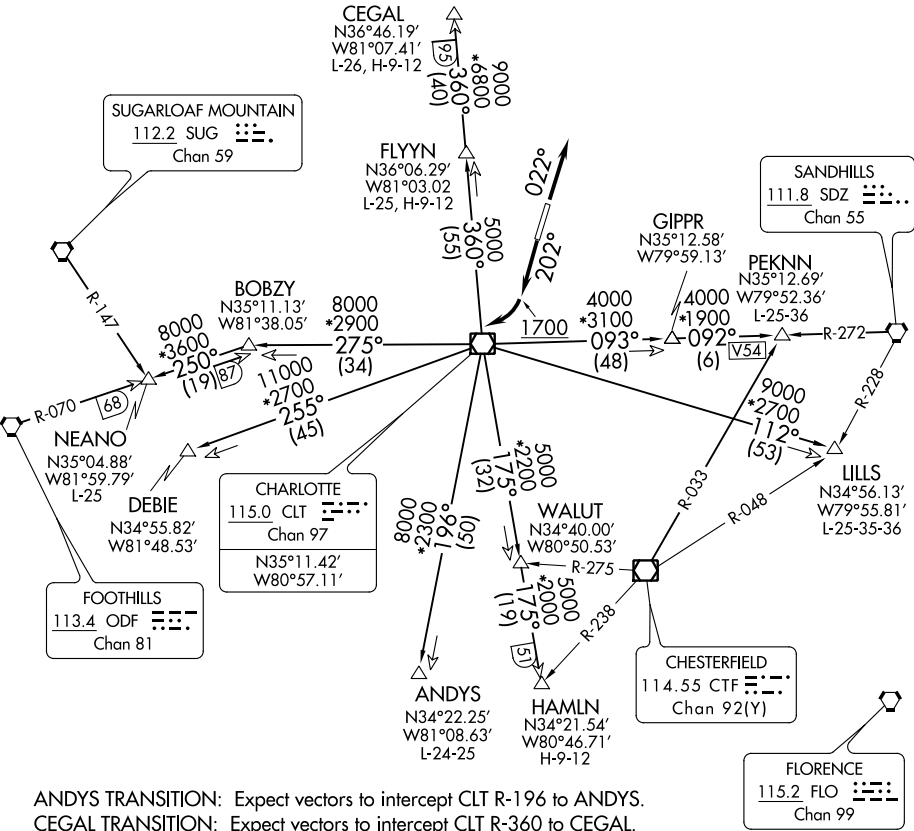 CEGAL
N36°46.19'
W81°07.41'
L-26, H-9-12
95
360°
(40)
9000
*6800
SUGARLOAF MOUNTAIN
112.2 SUG
Chan 59
FLYYN
N36°06.29'
W81°03.02
L-25, H-9-12
5000
360°
(55)
022°
202°
1700
SANDHILLS
111.8 SDZ
Chan 55
GIPPR
N35°12.58'
W79°59.13'
PEKNN
N35°12.69'
W79°52.36'
L-25-36
R-147
BOBZY
N35°11.13'
W81°38.05'
8000
*2900
275°
(34)
4000
*3100
093°
(48)
4000
*1900
092°
(6)
V54
R-272
R-228
8000
*3600
250°
(19)
87
R-070
68
11000
*2700
255°
(45)
9000
*2700
112°
(53)
NEANO
N35°04.88'
W81°59.79'
L-25
DEBIE
N34°55.82'
W81°48.53'
CHARLOTTE
115.0 CLT
Chan 97
N35°11.42'
W80°57.11'
8000
*2300
196°
(50)
5000
*2200
175°
(32)
WALUT
N34°40.00'
W80°50.53'
R-275
R-033
R-048
LILLS
N34°56.13'
W79°55.81'
L-25-35-36
FOOTHILLS
113.4 ODF
Chan 81
5000
*2000
175°
(19)
51
R-238
CHESTERFIELD
114.55 CTF
Chan 92(Y)
ANDYS
N34°22.25'
W81°08.63'
L-24-25
HAMLN
N34°21.54'
W80°46.71'
H-9-12
FLORENCE
115.2 FLO
Chan 99
ANDYS TRANSITION: Expect vectors to intercept CLT R-196 to ANDYS.
CEGAL TRANSITION: Expect vectors to intercept CLT R-360 to CEGAL.